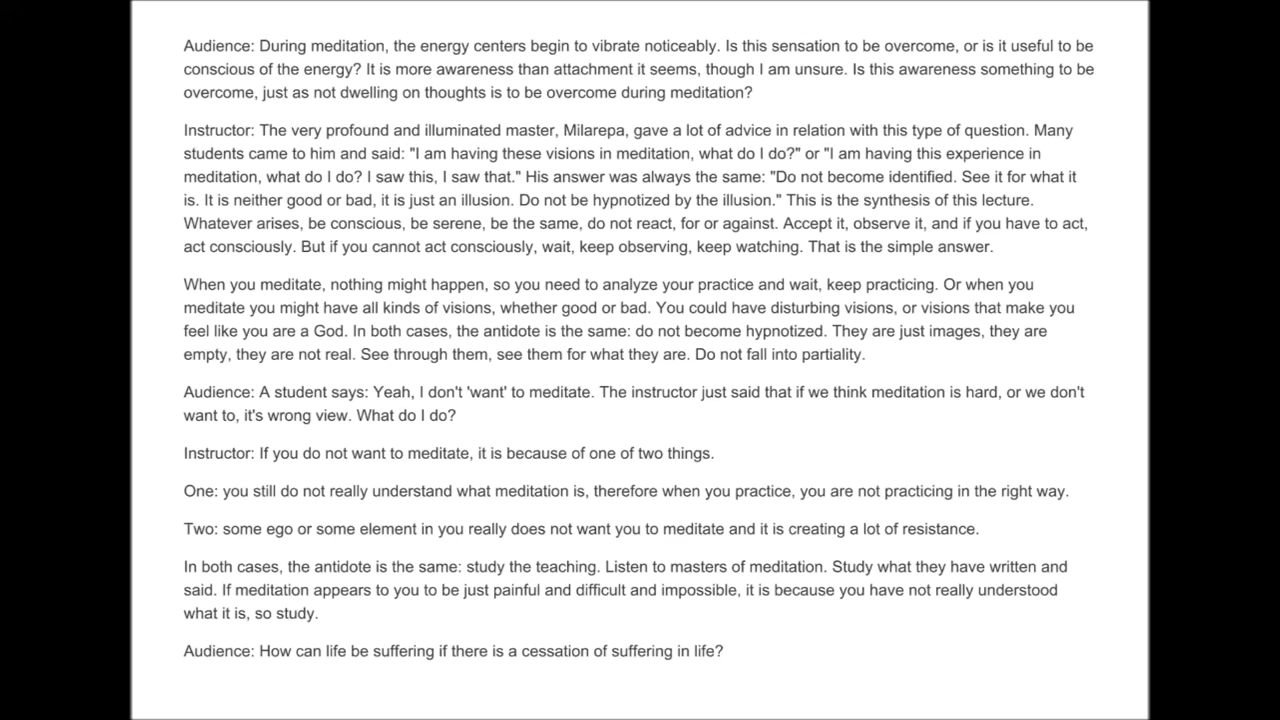 Audience: During meditation, the energy centers begin to vibrate noticeably. Is this sensation to be overcome, or is it useful to be
conscious of the energy? It is more awareness than attachment it seems, though I am unsure. Is this awareness something to be
overcome, just as not dwelling on thoughts is to be overcome during meditation?
Instructor: The very profound and illuminated master, Milarepa, gave a lot of advice in relation with this type of question. Many
students came to him and said: "I am having these visions in meditation, what do I do?" or "I am having this experience in
meditation, what do I do? I saw this, I saw that." His answer was always the same: "Do not become identified. See it for what it
is. It is neither good or bad, it is just an illusion. Do not be hypnotized by the illusion." This is the synthesis of this lecture.
Whatever arises, be conscious, be serene, be the same, do not react, for or against. Accept it, observe it, and if you have to act,
act consciously. But if you cannot act consciously, wait, keep observing, keep watching. That is the simple answer.
When you meditate, nothing might happen, so you need to analyze your practice and wait, keep practicing. Or when you
meditate you might have all kinds of visions, whether good or bad. You could have disturbing visions, or visions that make you
feel like you are a God. In both cases, the antidote is the same: do not become hypnotized. They are just images, they are
empty, they are not real. See through them, see them for what they are. Do not fall into partiality.
Audience: A student says: Yeah, I don't 'want' to meditate. The instructor just said that if we think meditation is hard, or we don't
want to, it's wrong view. What do I do?
Instructor: If you do not want to meditate, it is because of one of two things.
One: you still do not really understand what meditation is, therefore when you practice, you are not practicing in the right way.
Two: some ego or some element in you really does not want you to meditate and it is creating a lot of resistance.
In both cases, the antidote is the same: study the teaching. Listen to masters of meditation. Study what they have written and
said. If meditation appears to you to be just painful and difficult and impossible, it is because you have not really understood
what it is, so study.
Audience: How can life be suffering if there is a cessation of suffering in life?